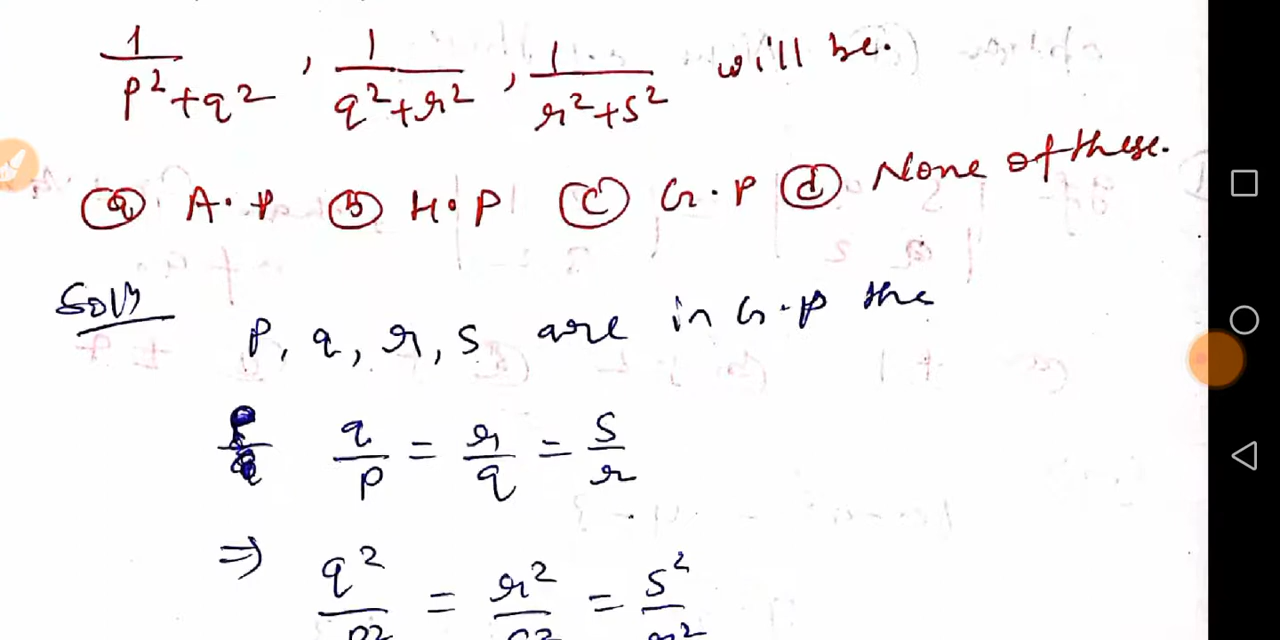 1/(p²+q²) , 1/(q²+r²) , 1/(r²+s²) will be.
(a) A.P (b) H.P (c) G.P (d) None of these.
Solⁿ
p, q, r, s are in G.P the
q/p = r/q = s/r
⇒ q²/p² = r²/q² = s²/r²